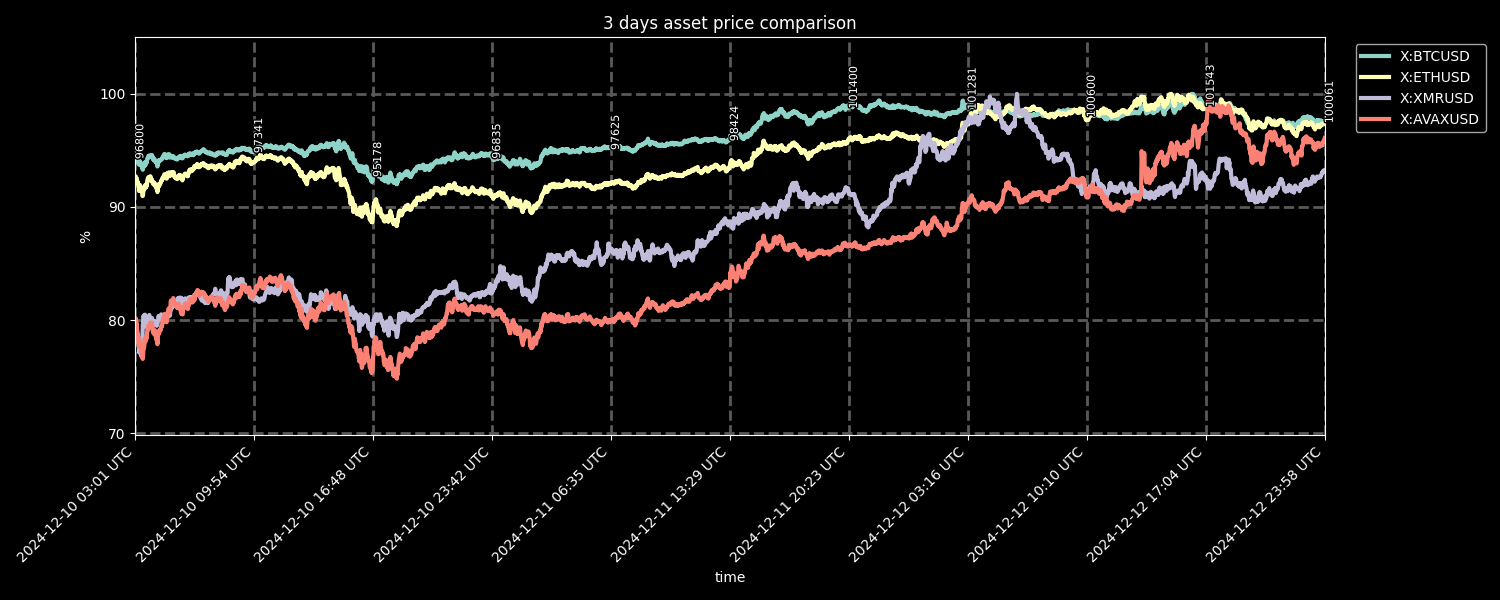 3 days asset price comparison
X:BTCUSD
X:ETHUSD
X:XMRUSD
X:AVAXUSD
100
90
80
70
%
96800
97341
95178
96835
97625
98424
101400
101281
100600
101543
100061
2024-12-10 03:01 UTC
2024-12-10 09:54 UTC
2024-12-10 16:48 UTC
2024-12-10 23:42 UTC
2024-12-11 06:35 UTC
2024-12-11 13:29 UTC
2024-12-11 20:23 UTC
2024-12-12 03:16 UTC
2024-12-12 10:10 UTC
2024-12-12 17:04 UTC
2024-12-12 23:58 UTC
time